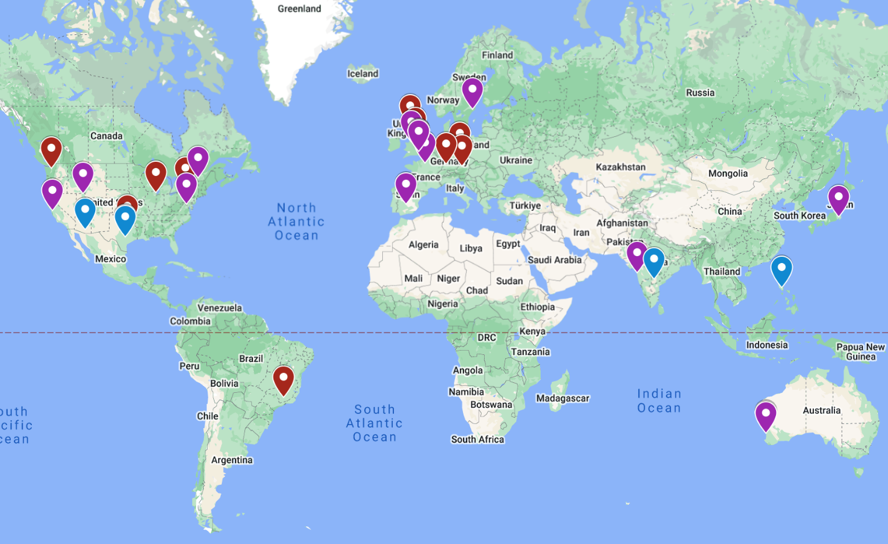 Greenland
Iceland
Finland
Sweden
Norway
Russia
Canada
Ukraine
Kazakhstan
Mongolia
France
Italy
Türkiye
China
South Korea
North
Atlantic
Ocean
Iraq
Iran
Afghanistan
Mexico
Algeria
Libya
Egypt
Saudi Arabia
Mali
Niger
Chad
Sudan
Thailand
Venezuela
Nigeria
Ethiopia
Colombia
DRC
Kenya
Indonesia
Papua New
Guinea
Brazil
Tanzania
Peru
Bolivia
Angola
Namibia
Botswana
Madagascar
Indian
Ocean
Australia
Chile
South
Atlantic
Ocean
South Africa
Argentina